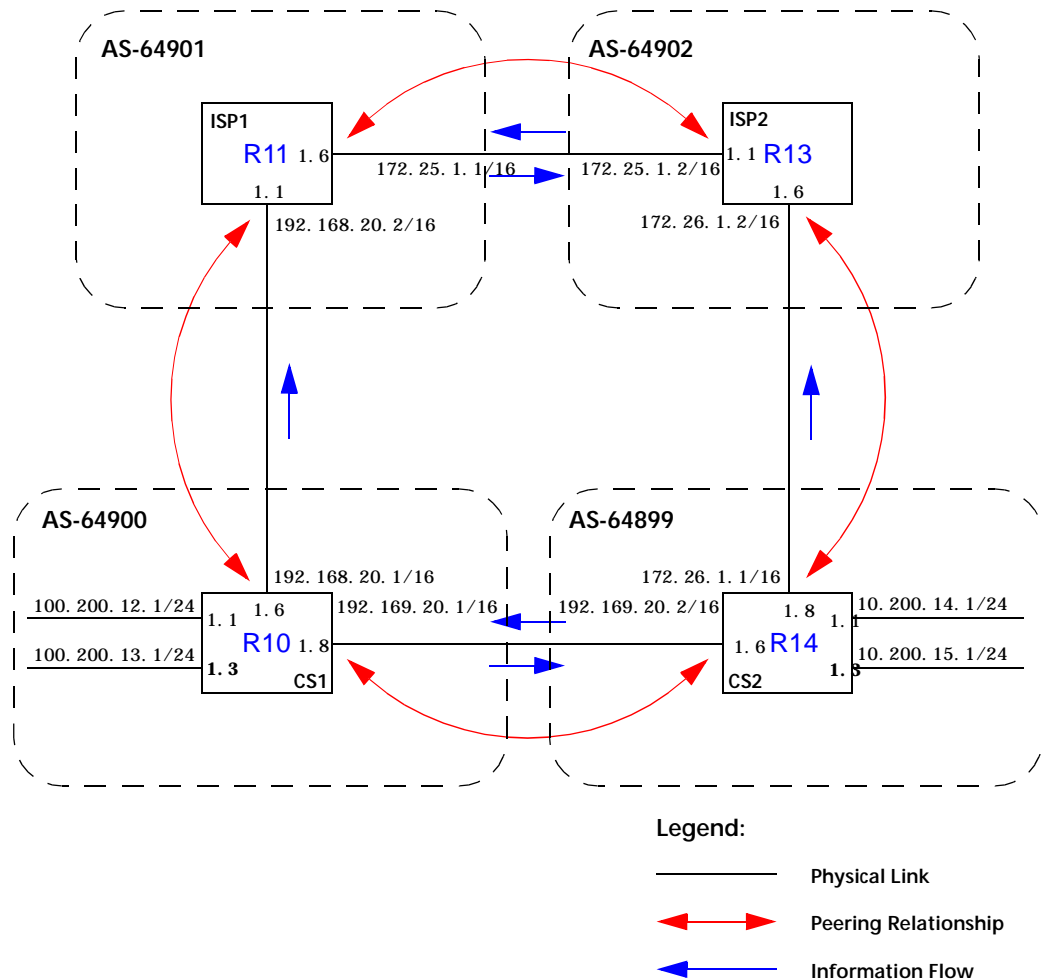 AS-64901
AS-64902
ISP1
R11
1. 6
1. 1
ISP2
1. 1
R13
1. 6
172. 25. 1. 1/16
172. 25. 1. 2/16
192. 168. 20. 2/16
172. 26. 1. 2/16
AS-64900
AS-64899
192. 168. 20. 1/16
172. 26. 1. 1/16
100. 200. 12. 1/24
192. 169. 20. 1/16
192. 169. 20. 2/16
10. 200. 14. 1/24
1. 6
1. 1
R10
1. 8
1. 3
CS1
1. 8
1. 1
1. 6
R14
1. 3
CS2
100. 200. 13. 1/24
10. 200. 15. 1/24
Legend:
Physical Link
Peering Relationship
Information Flow